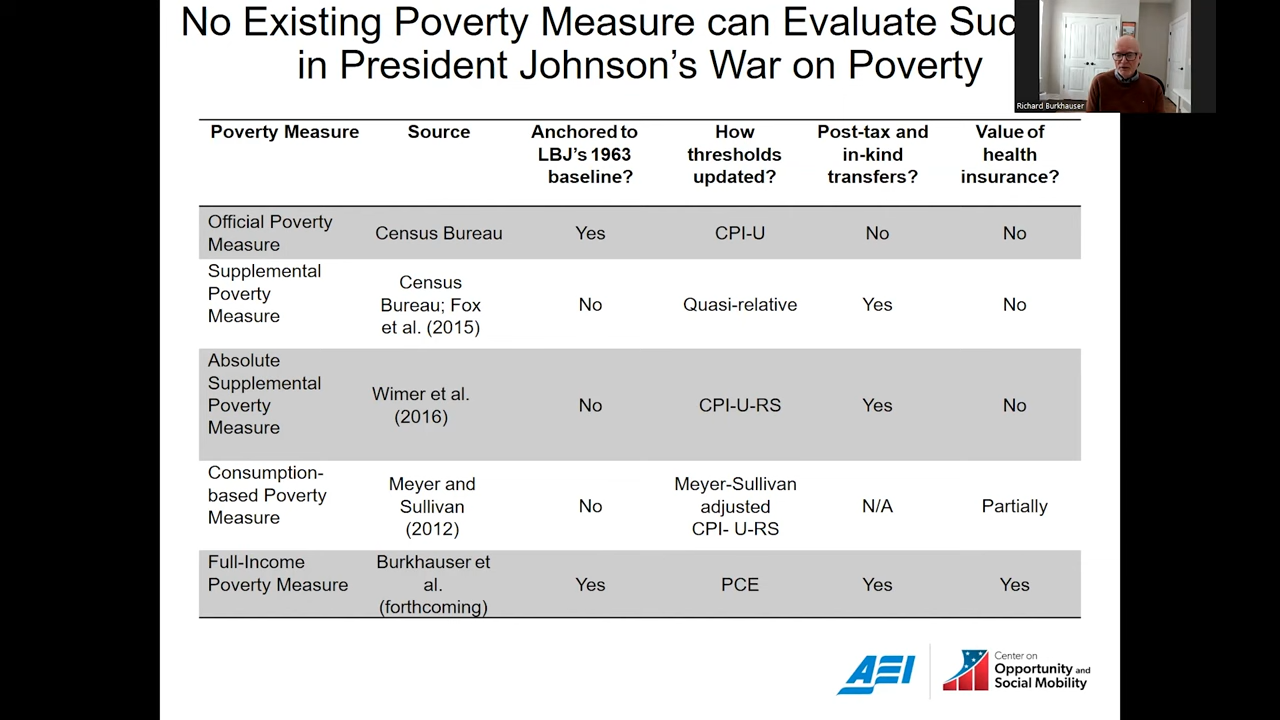 No Existing Poverty Measure can Evaluate Suc
in President Johnson's War on Poverty
Richard Burkhauser
Poverty Measure Source Anchored to LBJ's 1963 baseline? How thresholds updated? Post-tax and in-kind transfers? Value of health insurance?
Official Poverty Measure Census Bureau Yes CPI-U No No
Supplemental Poverty Measure Census Bureau; Fox et al. (2015) No Quasi-relative Yes No
Absolute Supplemental Poverty Measure Wimer et al. (2016) No CPI-U-RS Yes No
Consumption-based Poverty Measure Meyer and Sullivan (2012) No Meyer-Sullivan adjusted CPI- U-RS N/A Partially
Full-Income Poverty Measure Burkhauser et al. (forthcoming) Yes PCE Yes Yes
AEI
Center on
Opportunity and
Social Mobility